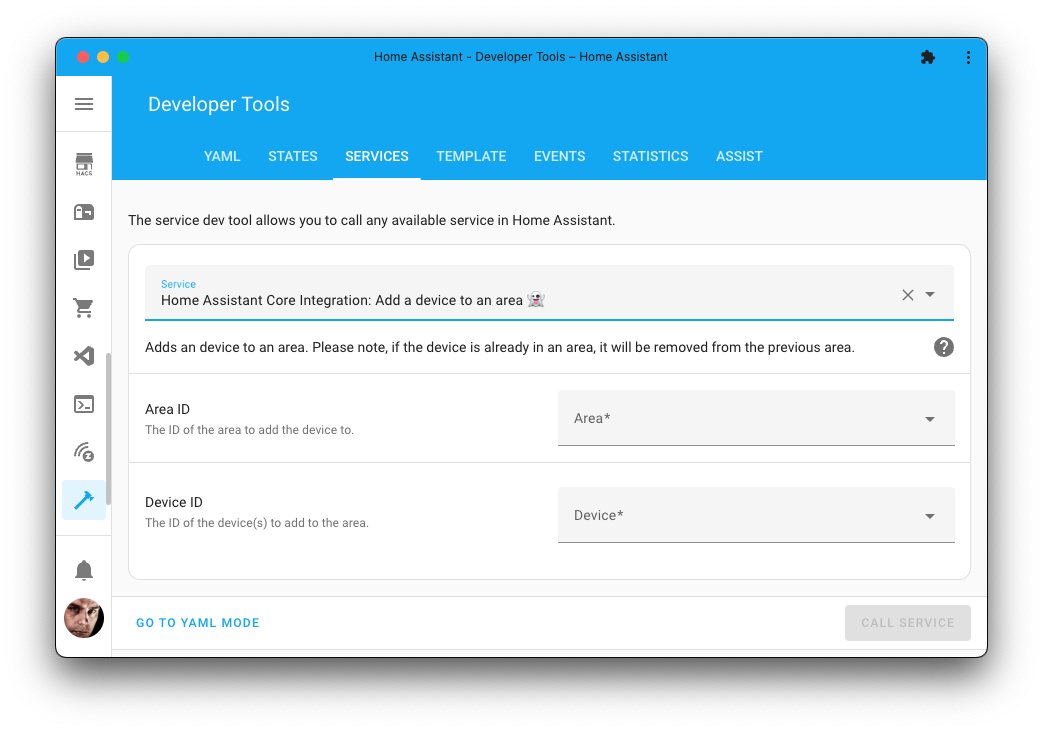 Home Assistant - Developer Tools – Home Assistant
Developer Tools
YAML STATES SERVICES TEMPLATE EVENTS STATISTICS ASSIST
HACS
The service dev tool allows you to call any available service in Home Assistant.
Service
Home Assistant Core Integration: Add a device to an area 👻
Adds an device to an area. Please note, if the device is already in an area, it will be removed from the previous area.
Area ID
The ID of the area to add the device to.
Area*
Device ID
The ID of the device(s) to add to the area.
Device*
GO TO YAML MODE
CALL SERVICE